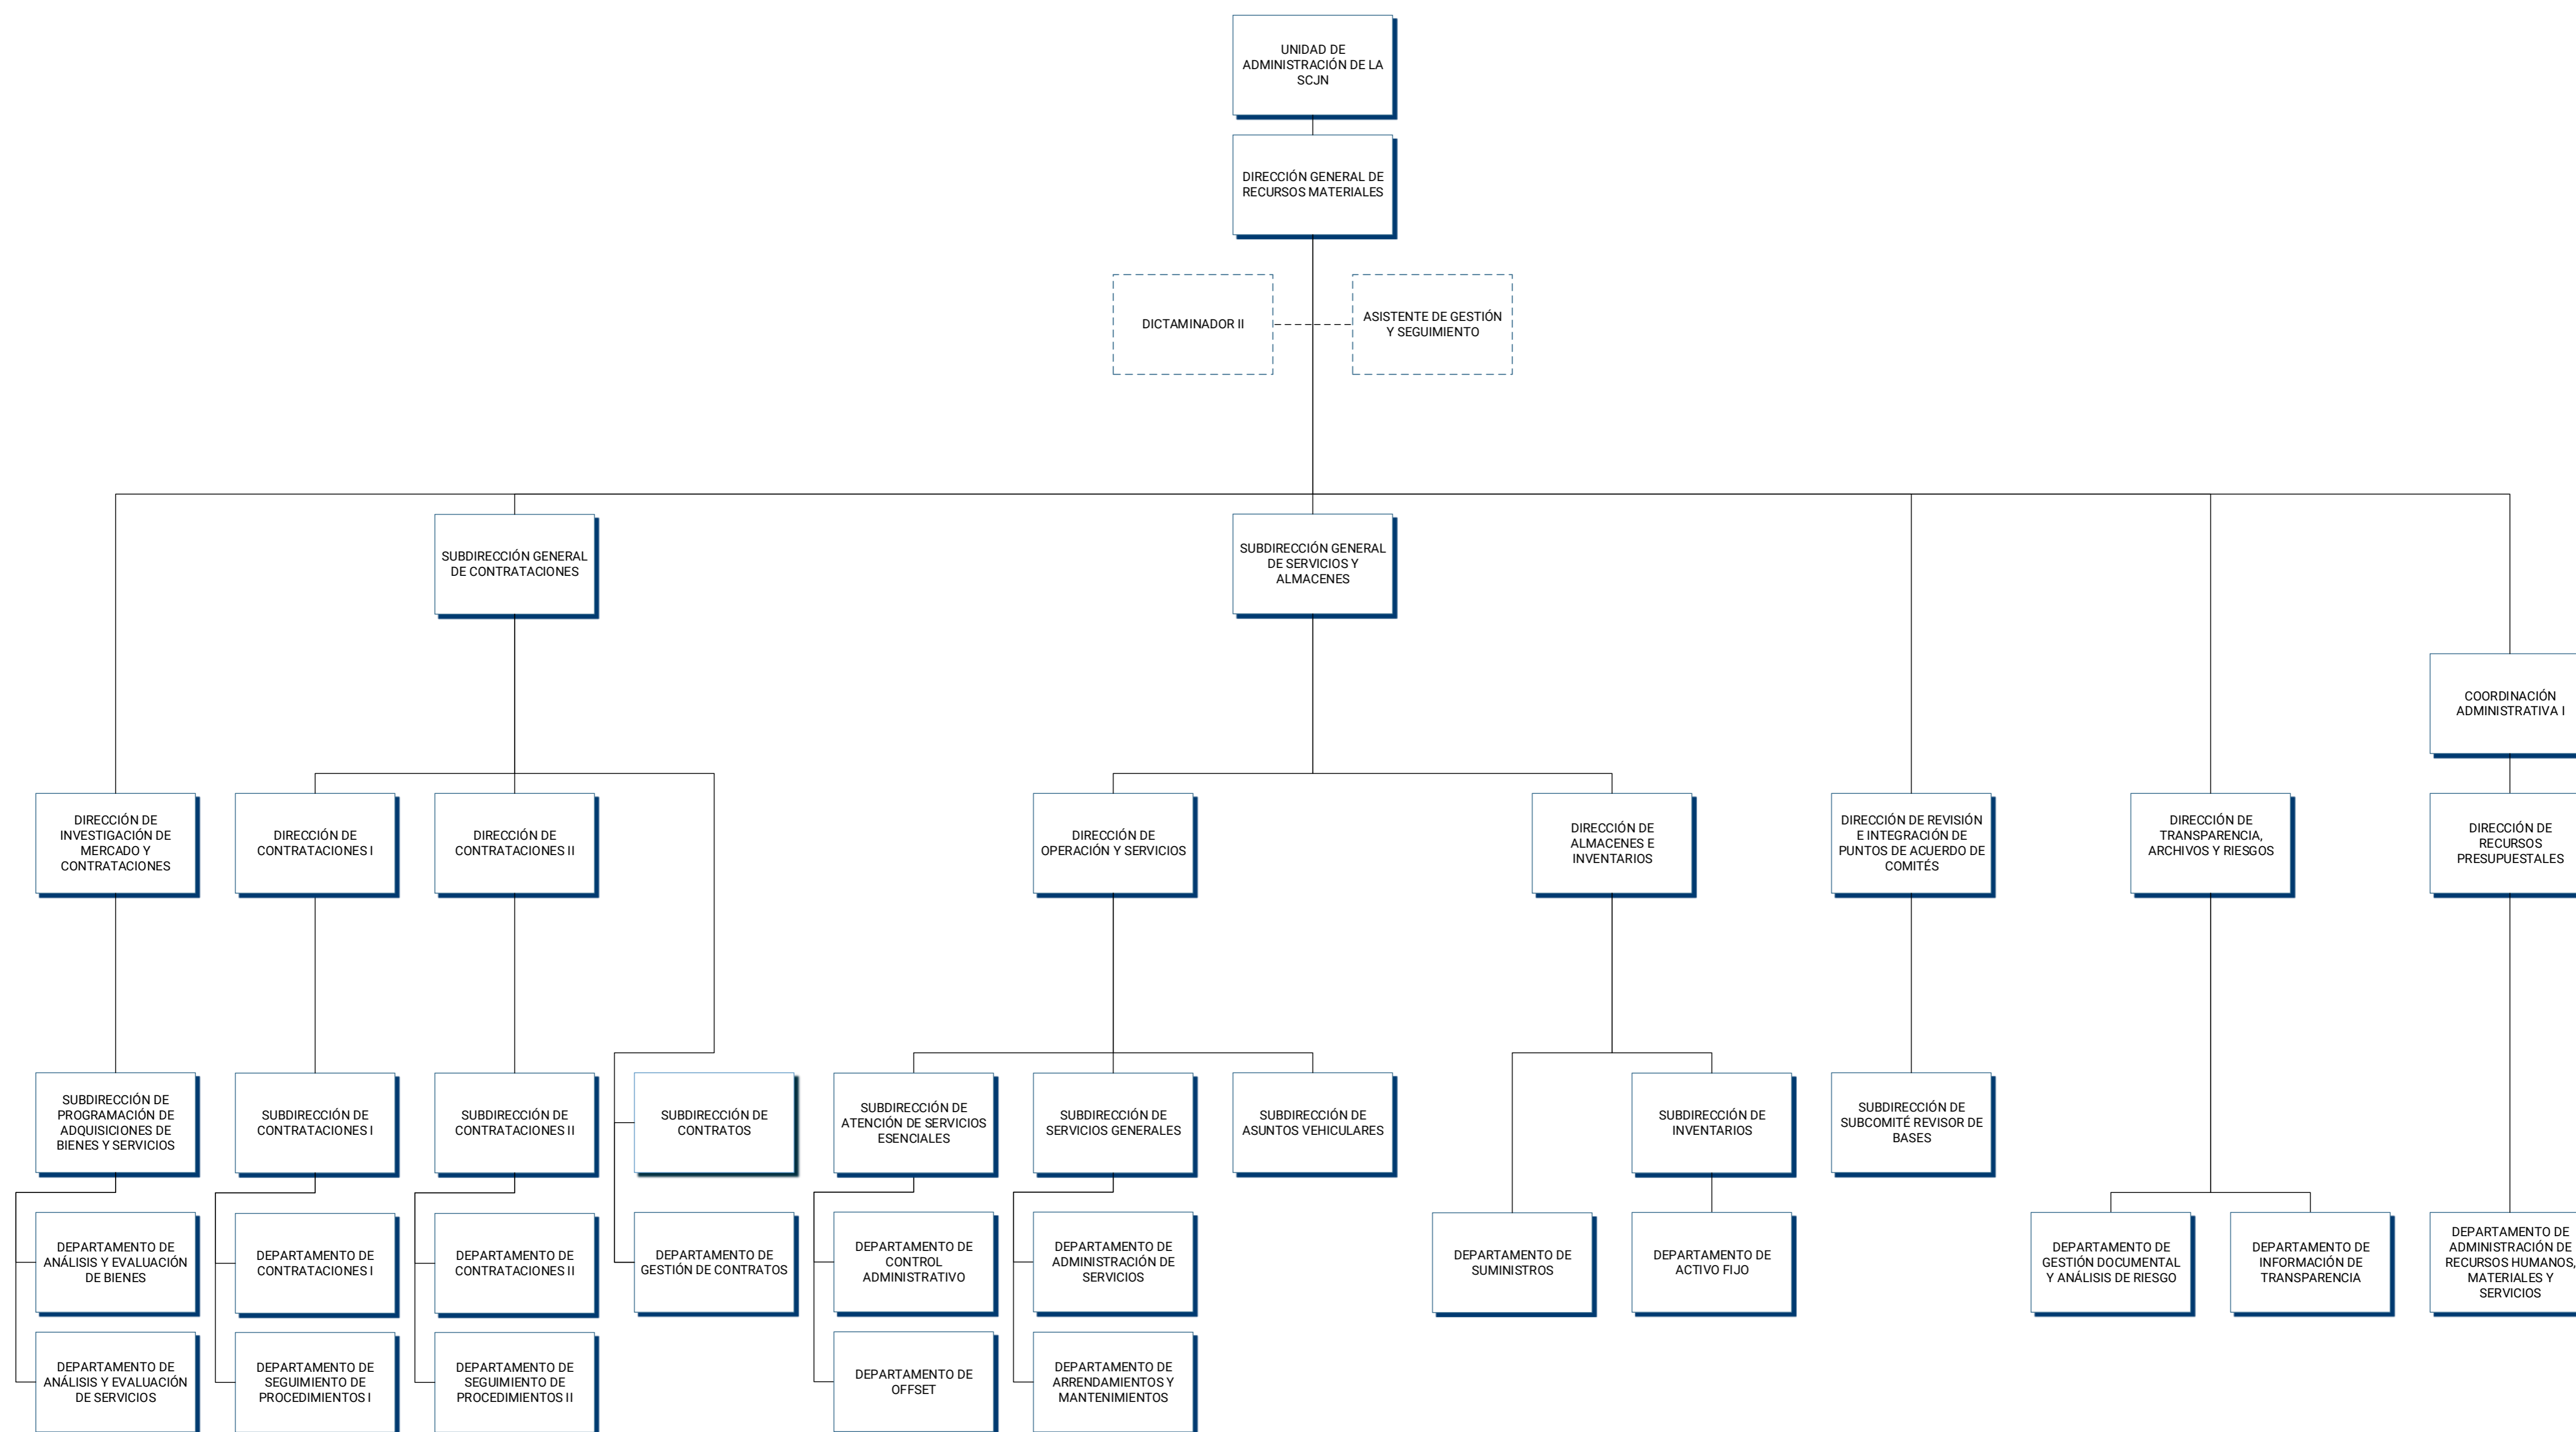 UNIDAD DE
ADMINISTRACIÓN DE LA
SCJN
DIRECCIÓN GENERAL DE
RECURSOS MATERIALES
DICTAMINADOR II
ASISTENTE DE GESTIÓN
Y SEGUIMIENTO
SUBDIRECCIÓN GENERAL
DE CONTRATACIONES
SUBDIRECCIÓN GENERAL
DE SERVICIOS Y
ALMACENES
COORDINACIÓN
ADMINISTRATIVA I
DIRECCIÓN DE
INVESTIGACIÓN DE
MERCADO Y
CONTRATACIONES
DIRECCIÓN DE
CONTRATACIONES I
DIRECCIÓN DE
CONTRATACIONES II
DIRECCIÓN DE
OPERACIÓN Y SERVICIOS
DIRECCIÓN DE
ALMACENES E
INVENTARIOS
DIRECCIÓN DE REVISIÓN
E INTEGRACIÓN DE
PUNTOS DE ACUERDO DE
COMITÉS
DIRECCIÓN DE
TRANSPARENCIA,
ARCHIVOS Y RIESGOS
DIRECCIÓN DE
RECURSOS
PRESUPUESTALES
SUBDIRECCIÓN DE
PROGRAMACIÓN DE
ADQUISICIONES DE
BIENES Y SERVICIOS
SUBDIRECCIÓN DE
CONTRATACIONES I
SUBDIRECCIÓN DE
CONTRATACIONES II
SUBDIRECCIÓN DE
CONTRATOS
SUBDIRECCIÓN DE
ATENCIÓN DE SERVICIOS
ESENCIALES
SUBDIRECCIÓN DE
SERVICIOS GENERALES
SUBDIRECCIÓN DE
ASUNTOS VEHICULARES
SUBDIRECCIÓN DE
INVENTARIOS
SUBDIRECCIÓN DE
SUBCOMITÉ REVISOR DE
BASES
DEPARTAMENTO DE
ANÁLISIS Y EVALUACIÓN
DE BIENES
DEPARTAMENTO DE
CONTRATACIONES I
DEPARTAMENTO DE
CONTRATACIONES II
DEPARTAMENTO DE
GESTIÓN DE CONTRATOS
DEPARTAMENTO DE
CONTROL
ADMINISTRATIVO
DEPARTAMENTO DE
ADMINISTRACIÓN DE
SERVICIOS
DEPARTAMENTO DE
SUMINISTROS
DEPARTAMENTO DE
ACTIVO FIJO
DEPARTAMENTO DE
GESTIÓN DOCUMENTAL
Y ANÁLISIS DE RIESGO
DEPARTAMENTO DE
INFORMACIÓN DE
TRANSPARENCIA
DEPARTAMENTO DE
ADMINISTRACIÓN DE
RECURSOS HUMANOS,
MATERIALES Y
SERVICIOS
DEPARTAMENTO DE
ANÁLISIS Y EVALUACIÓN
DE SERVICIOS
DEPARTAMENTO DE
SEGUIMIENTO DE
PROCEDIMIENTOS I
DEPARTAMENTO DE
SEGUIMIENTO DE
PROCEDIMIENTOS II
DEPARTAMENTO DE
OFFSET
DEPARTAMENTO DE
ARRENDAMIENTOS Y
MANTENIMIENTOS